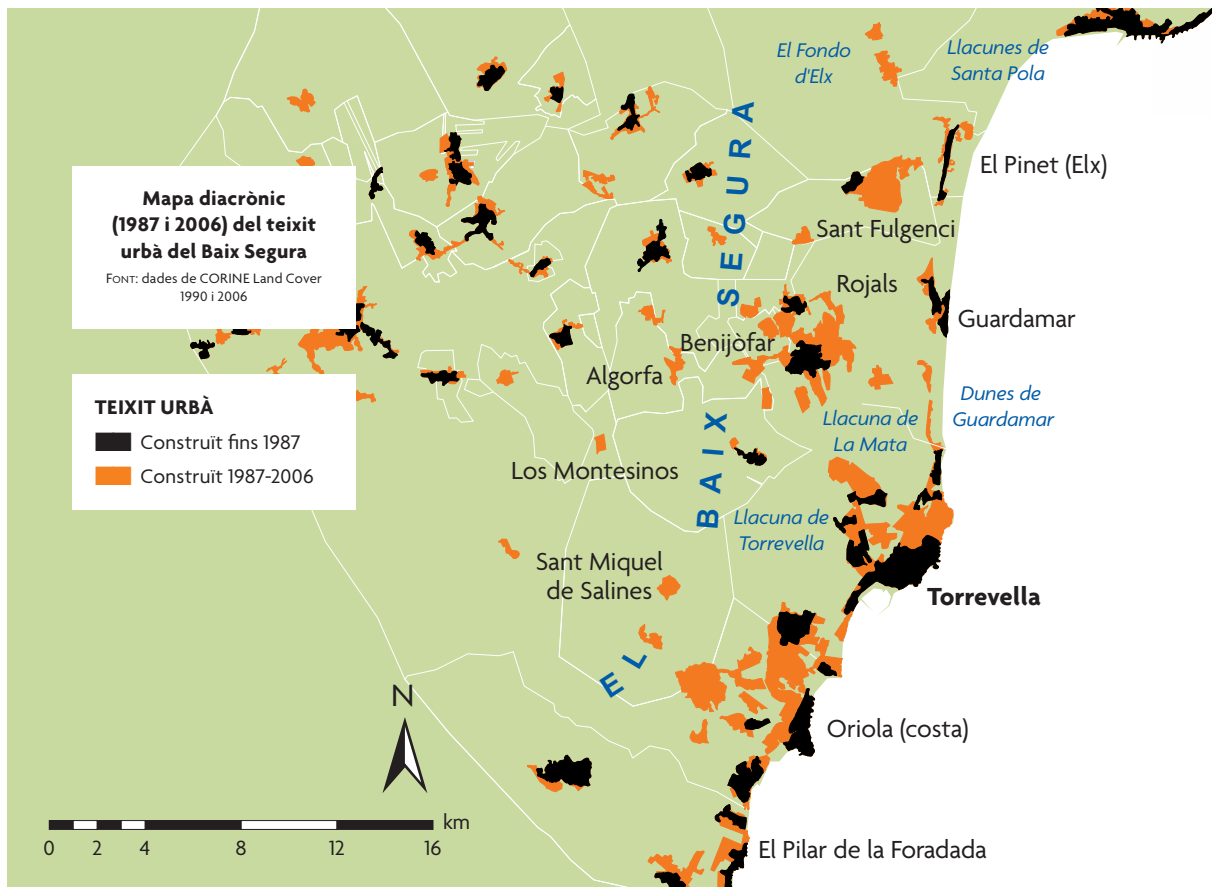 Mapa diacrònic
(1987 i 2006) del teixit
urbà del Baix Segura
FONT: dades de CORINE Land Cover
1990 i 2006
TEIXIT URBÀ
Construït fins 1987
Construït 1987-2006
El Fondo
d'Elx
Llacunes de
Santa Pola
El Pinet (Elx)
Sant Fulgenci
Rojals
Guardamar
Benijòfar
Algorfa
Dunes de
Guardamar
Llacuna de
La Mata
Los Montesinos
Llacuna de
Torrevella
Sant Miquel
de Salines
Torrevella
EL BAIX SEGURA
Oriola (costa)
El Pilar de la Foradada
N
km
0 2 4 8 12 16